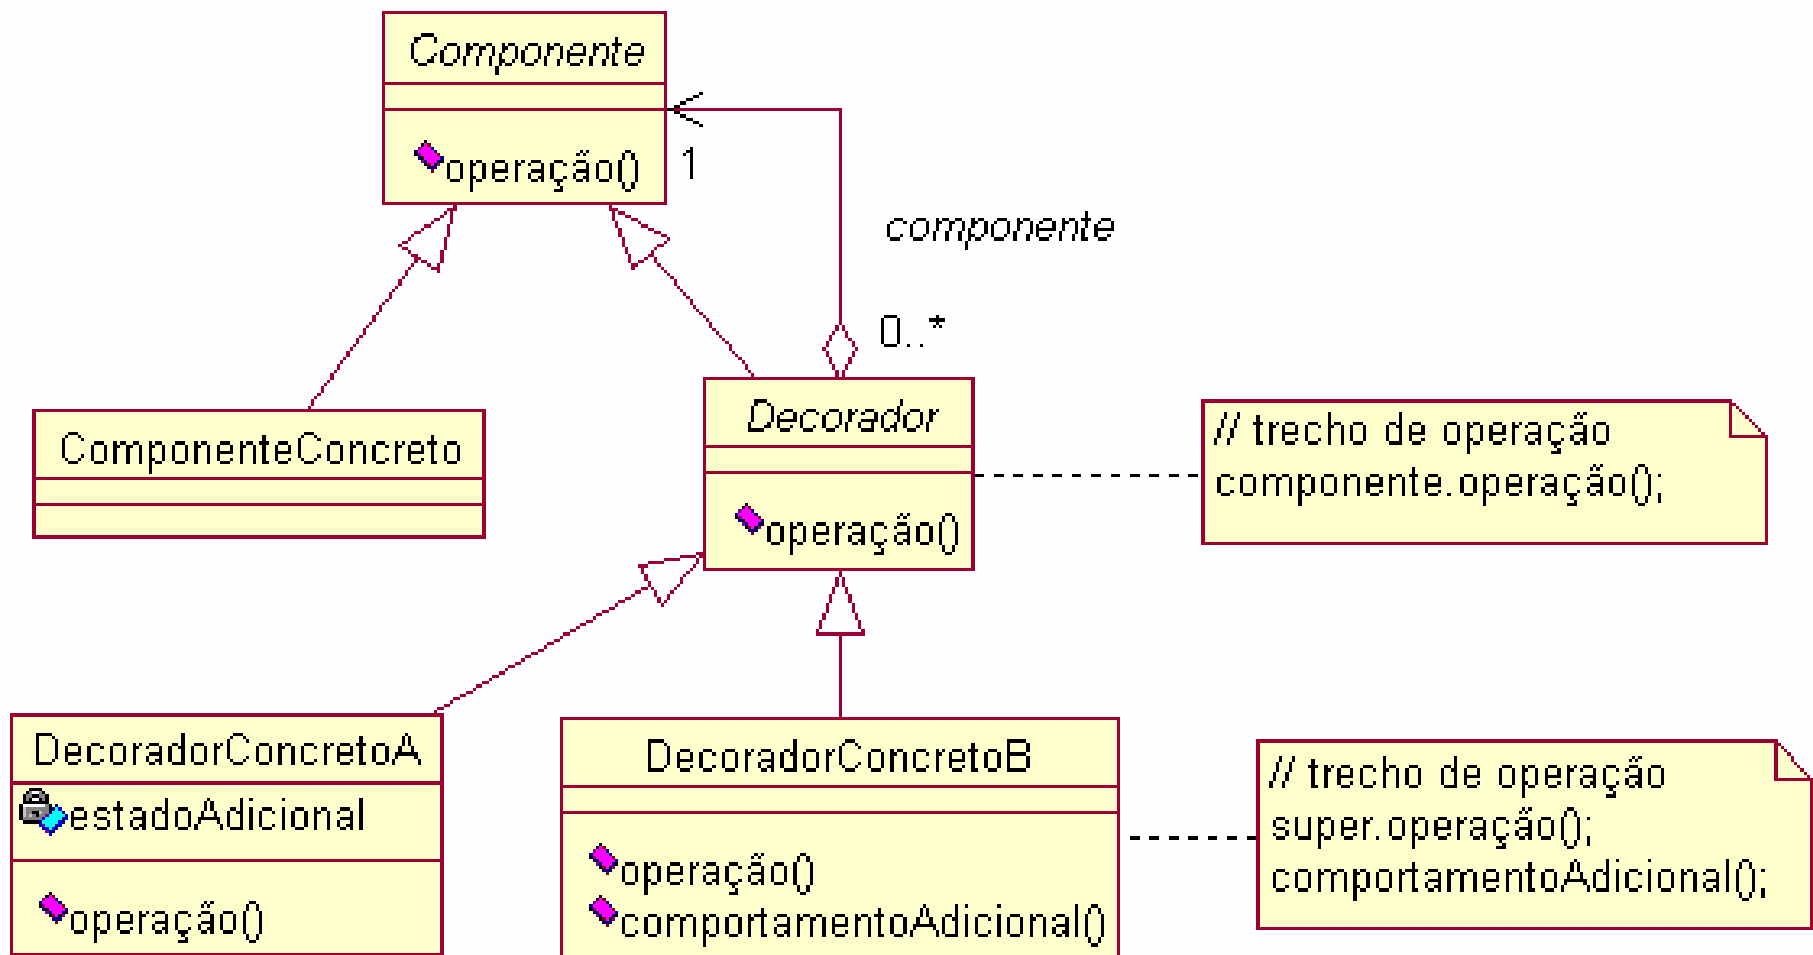 Componente
operação()
1
componente
0..*
ComponenteConcreto
Decorador
operação()
// trecho de operação
componente.operação();
DecoradorConcretoA
estadoAdicional
operação()
DecoradorConcretoB
operação()
comportamentoAdicional()
// trecho de operação
super.operação();
comportamentoAdicional();